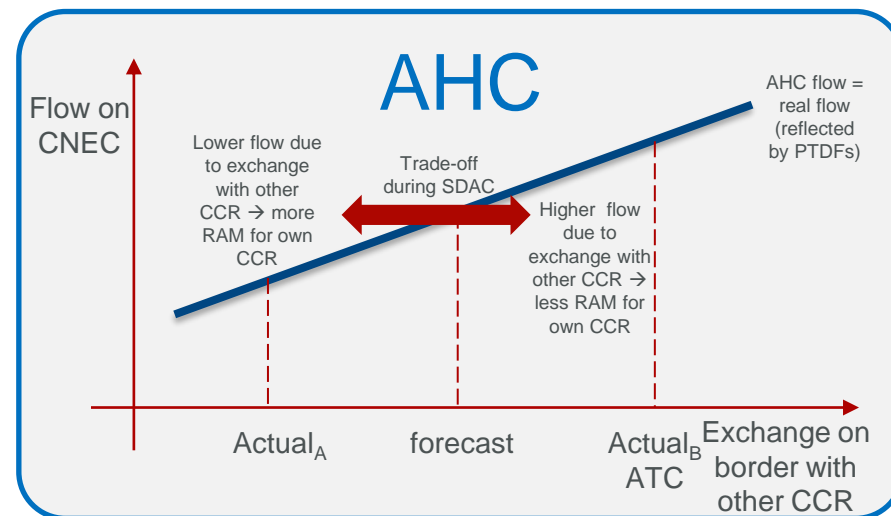 AHC
Flow on
CNEC
Lower flow due
to exchange
with other
CCR → more
RAM for own
CCR
Trade-off
during SDAC
Higher flow
due to
exchange with
other CCR →
less RAM for
own CCR
AHC flow =
real flow
(reflected
by PTDFs)
Actual_A
forecast
Actual_B
ATC
Exchange on
border with
other CCR